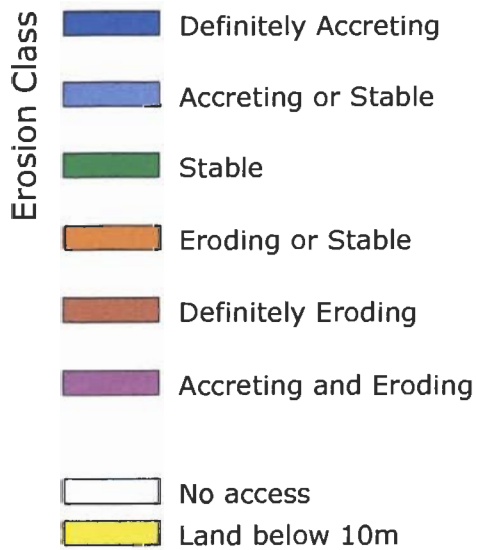 Erosion Class
Definitely Accreting
Accreting or Stable
Stable
Eroding or Stable
Definitely Eroding
Accreting and Eroding
No access
Land below 10m